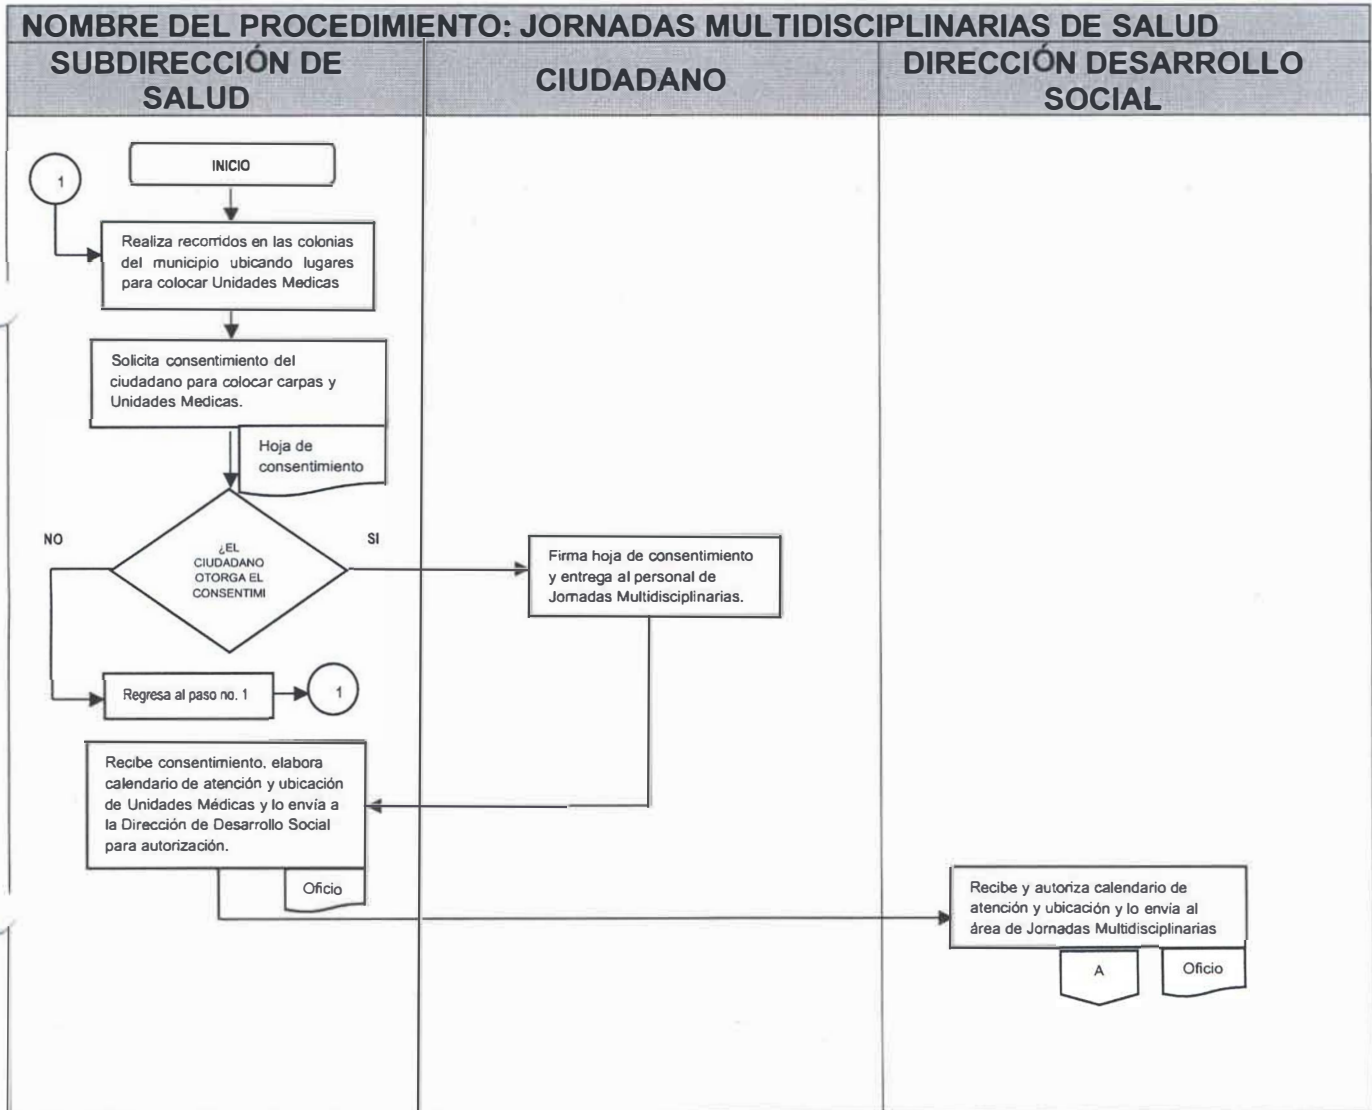 NOMBRE DEL PROCEDIMIENTO: JORNADAS MULTIDISCIPLINARIAS DE SALUD
SUBDIRECCIÓN DE
SALUD
CIUDADANO
DIRECCIÓN DESARROLLO
SOCIAL
INICIO
1
Realiza recorridos en las colonias
del municipio ubicando lugares
para colocar Unidades Medicas
Solicita consentimiento del
ciudadano para colocar carpas y
Unidades Medicas.
Hoja de
consentimiento
NO
SI
¿EL
CIUDADANO
OTORGA EL
CONSENTIMI
Firma hoja de consentimiento
y entrega al personal de
Jornadas Multidisciplinarias.
Regresa al paso no. 1
1
Recibe consentimiento, elabora
calendario de atención y ubicación
de Unidades Médicas y lo envía a
la Dirección de Desarrollo Social
para autorización.
Oficio
Recibe y autoriza calendario de
atención y ubicación y lo envia al
área de Jornadas Multidisciplinarias
A
Oficio